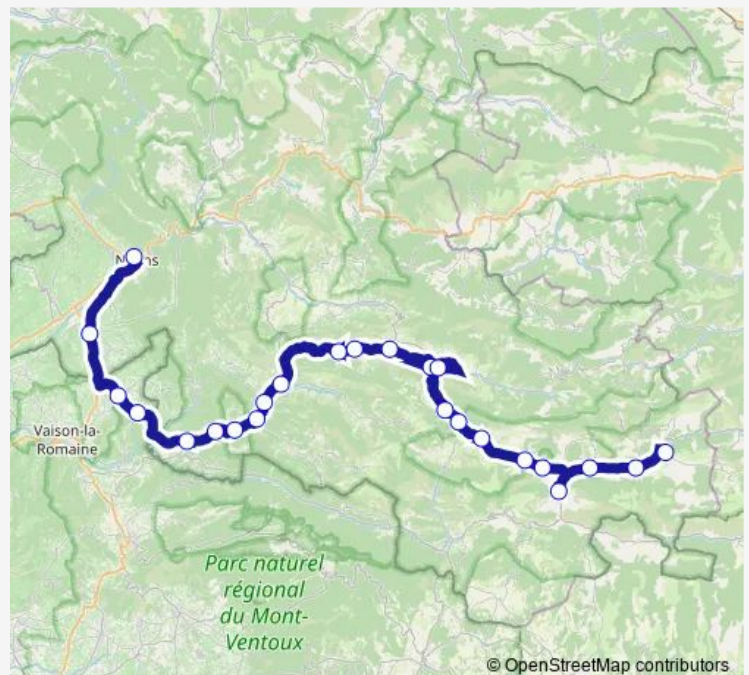 Vaison-la-
Romaine
Parc naturel
régional
du Mont-
Ventoux
© OpenStreetMap contributors